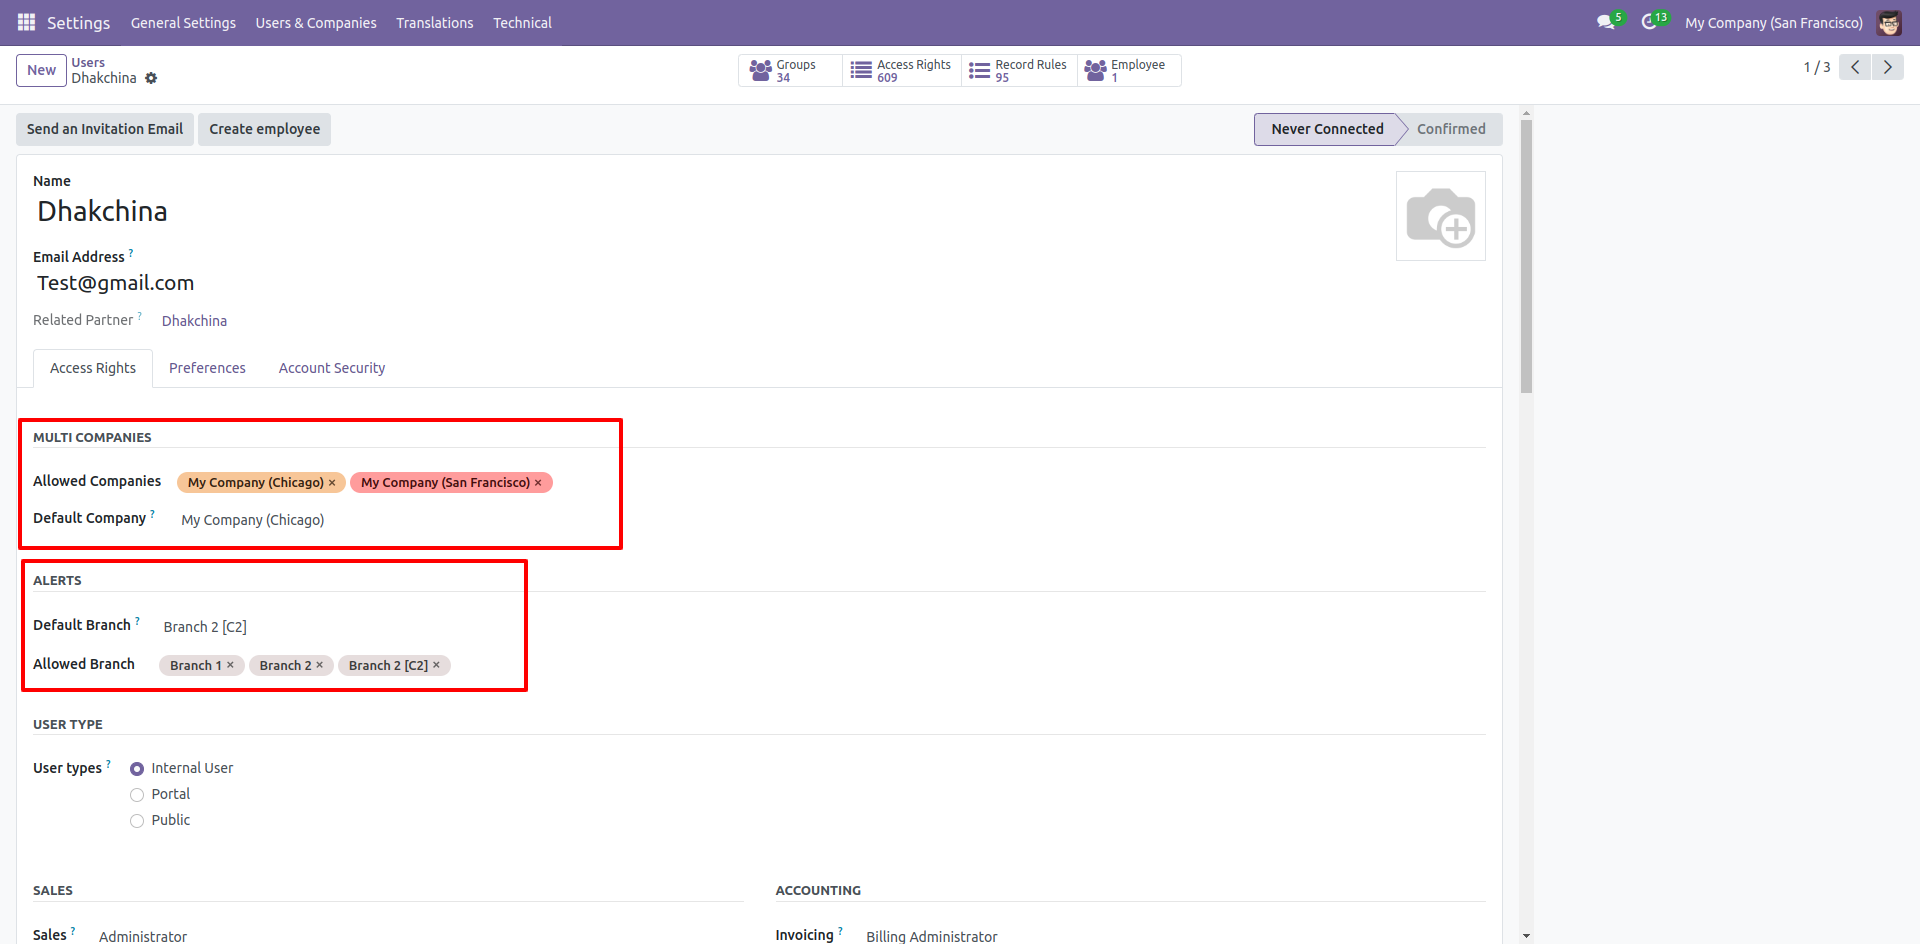 Settings General Settings Users & Companies Translations Technical 5 13 My Company (San Francisco)
New Users
Dhakchina
Groups 34 Access Rights 609 Record Rules 95 Employee 1
1 / 3
Send an Invitation Email Create employee Never Connected Confirmed
Name
Dhakchina
Email Address ?
Test@gmail.com
Related Partner ? Dhakchina
Access Rights Preferences Account Security
MULTI COMPANIES
Allowed Companies My Company (Chicago) × My Company (San Francisco) ×
Default Company ? My Company (Chicago)
ALERTS
Default Branch ? Branch 2 [C2]
Allowed Branch Branch 1 × Branch 2 × Branch 2 [C2] ×
USER TYPE
User types ? Internal User
Portal
Public
SALES ACCOUNTING
Sales ? Administrator Invoicing ? Billing Administrator